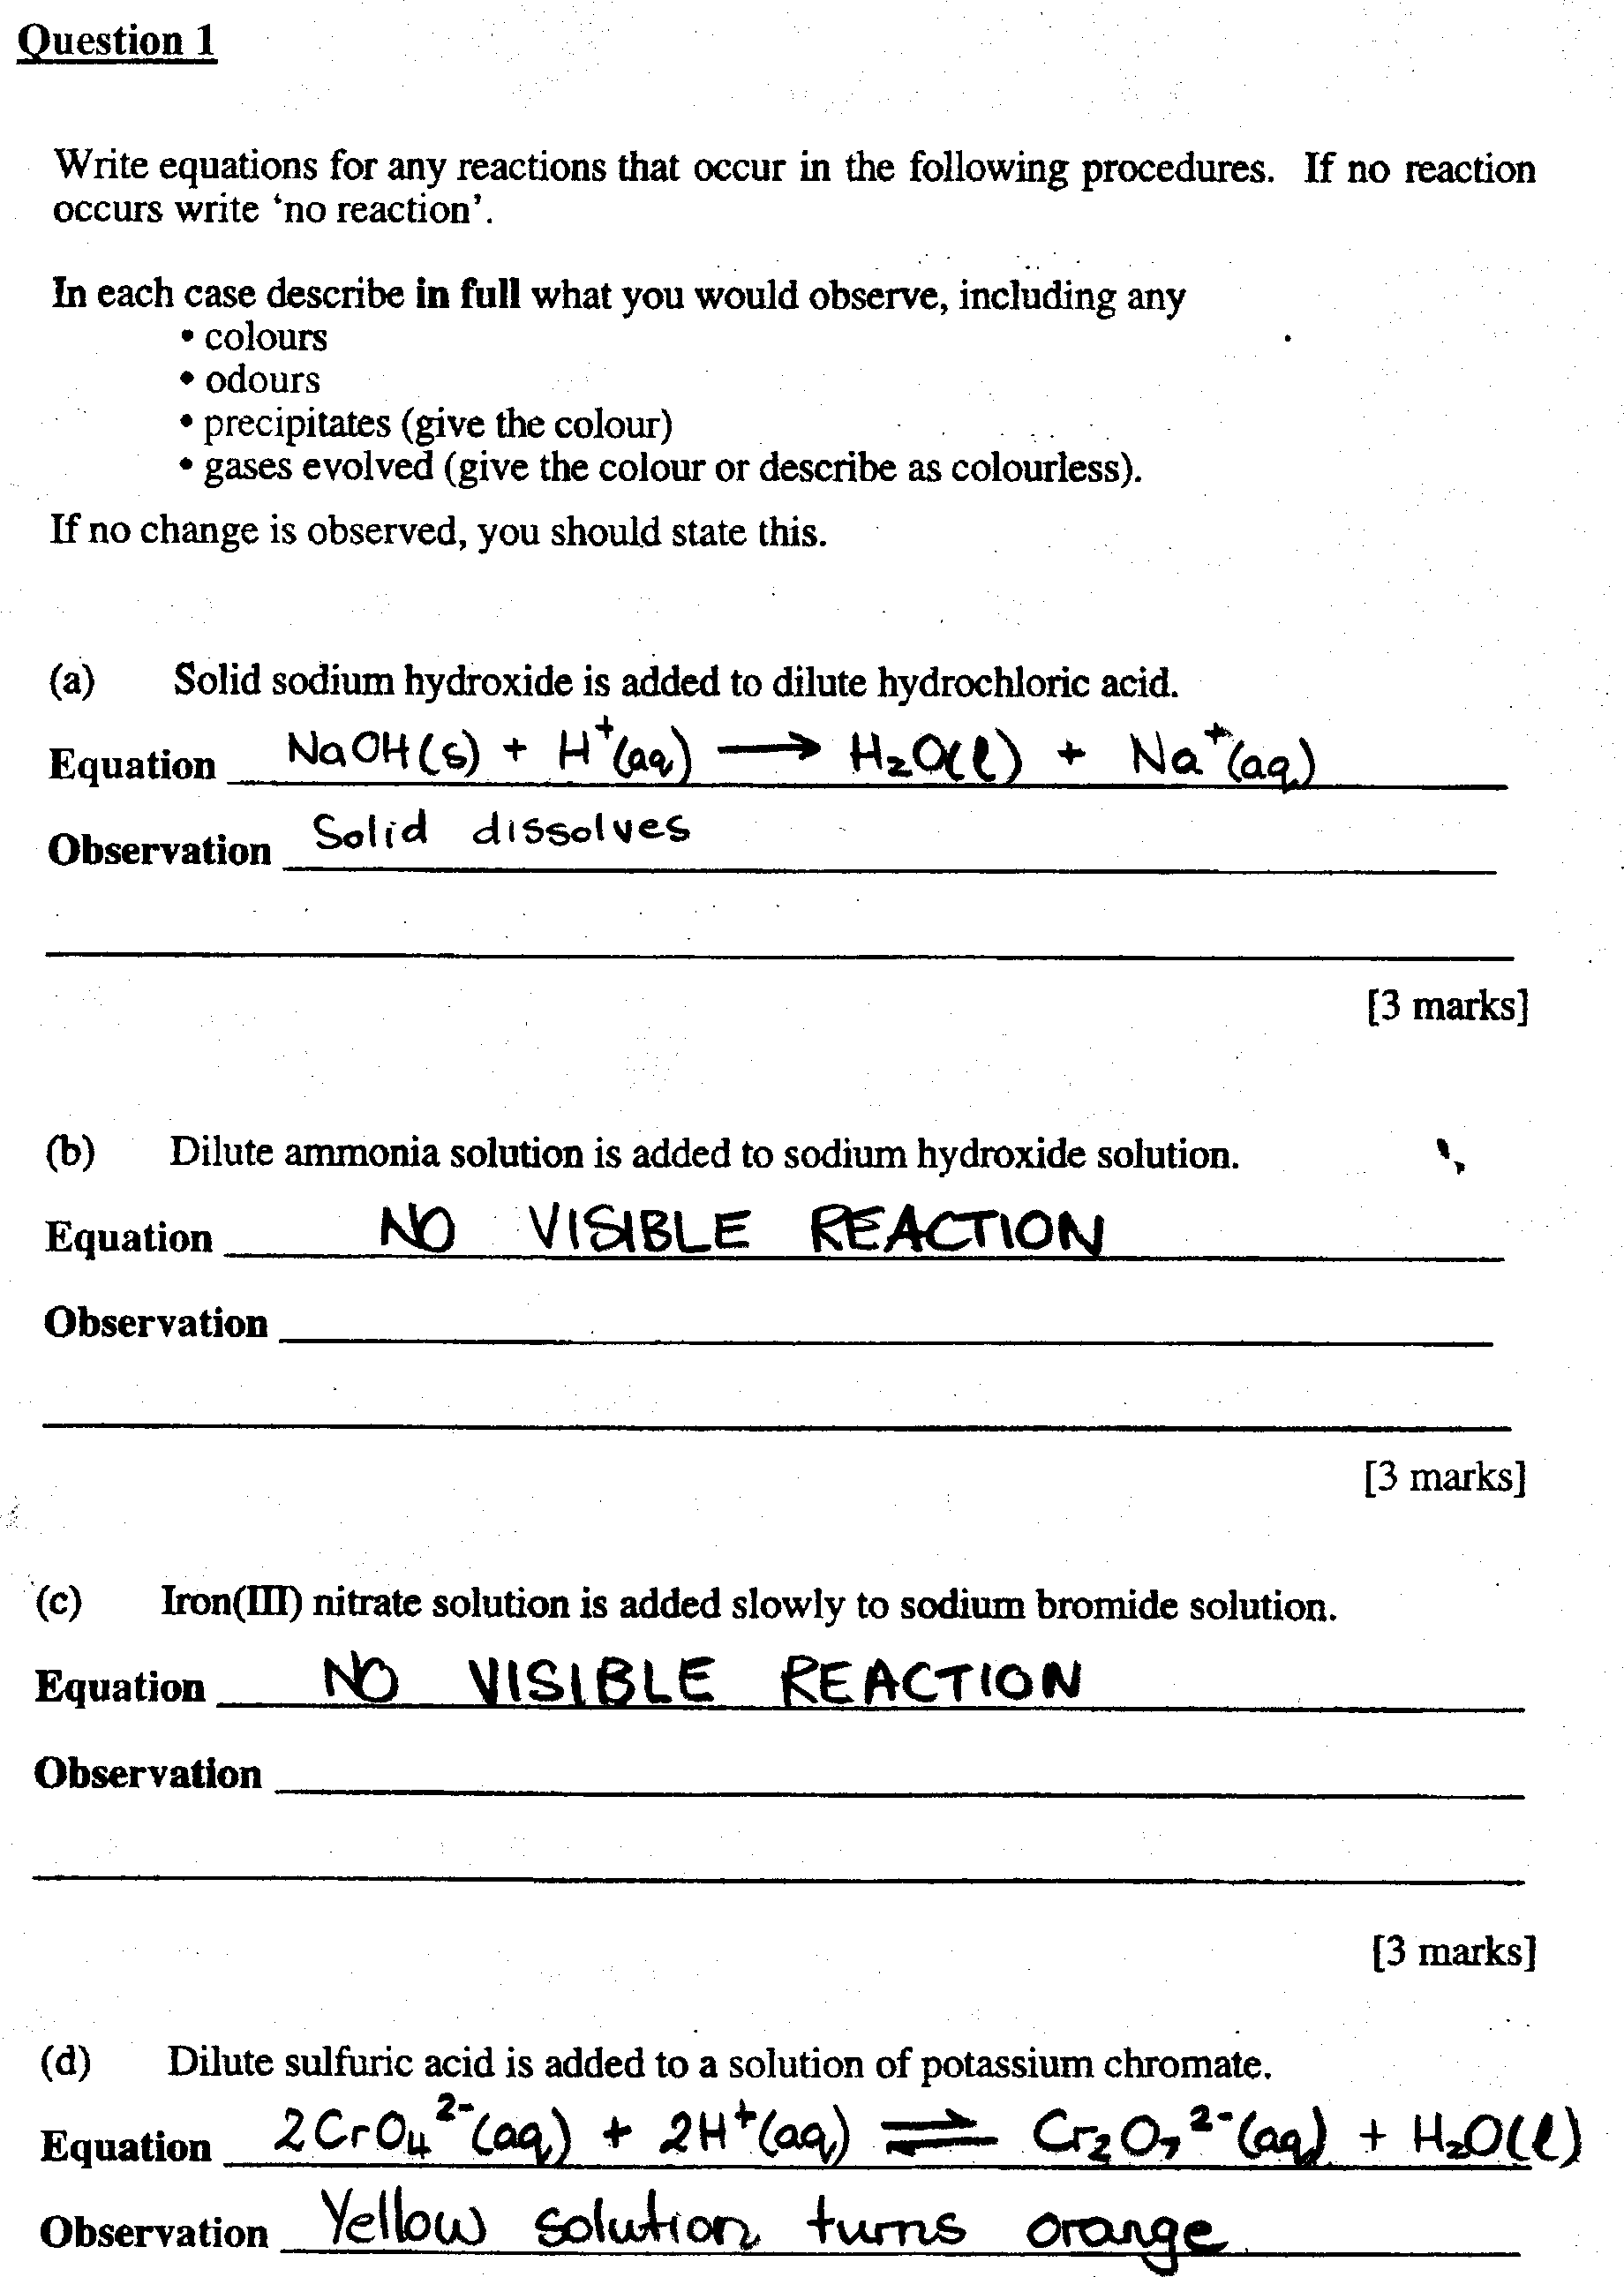 Question 1
Write equations for any reactions that occur in the following procedures. If no reaction
occurs write ‘no reaction’.
In each case describe in full what you would observe, including any
• colours
• odours
• precipitates (give the colour)
• gases evolved (give the colour or describe as colourless).
If no change is observed, you should state this.
(a) Solid sodium hydroxide is added to dilute hydrochloric acid.
Equation NaOH(s) + H⁺(aq) ⟶ H₂O(l) + Na⁺(aq)
Observation Solid dissolves
[3 marks]
(b) Dilute ammonia solution is added to sodium hydroxide solution.
Equation NO VISIBLE REACTION
Observation
[3 marks]
(c) Iron(III) nitrate solution is added slowly to sodium bromide solution.
Equation NO VISIBLE REACTION
Observation
[3 marks]
(d) Dilute sulfuric acid is added to a solution of potassium chromate.
Equation 2CrO₄²⁻(aq) + 2H⁺(aq) ⇌ Cr₂O₇²⁻(aq) + H₂O(l)
Observation Yellow solution turns orange